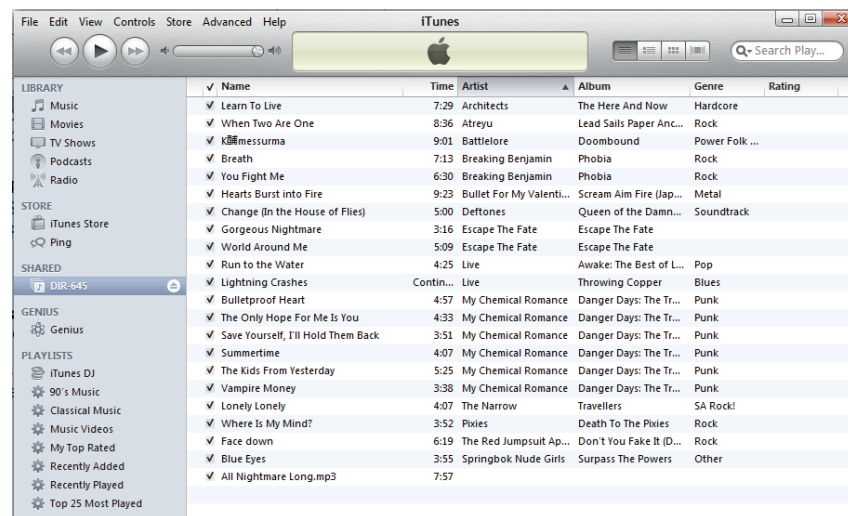 File Edit View Controls Store Advanced Help iTunes
Search Play...
LIBRARY
Music
Movies
TV Shows
Podcasts
Radio
STORE
iTunes Store
Ping
SHARED
DIR-645
GENIUS
Genius
PLAYLISTS
iTunes DJ
90's Music
Classical Music
Music Videos
My Top Rated
Recently Added
Recently Played
Top 25 Most Played
Name Time Artist Album Genre Rating
Learn To Live 7:29 Architects The Here And Now Hardcore
When Two Are One 8:36 Atreyu Lead Sails Paper Anc... Rock
9:01 Battlelore Doombound Power Folk ...
Breath 7:13 Breaking Benjamin Phobia Rock
You Fight Me 6:30 Breaking Benjamin Phobia Rock
Hearts Burst into Fire 9:23 Bullet For My Valenti... Scream Aim Fire (Jap... Metal
Change (In the House of Flies) 5:00 Deftones Queen of the Damn... Soundtrack
Gorgeous Nightmare 3:16 Escape The Fate Escape The Fate
World Around Me 5:09 Escape The Fate Escape The Fate
Run to the Water 4:25 Live Awake: The Best of L... Pop
Lightning Crashes Contin... Live Throwing Copper Blues
Bulletproof Heart 4:57 My Chemical Romance Danger Days: The Tr... Punk
The Only Hope For Me Is You 4:33 My Chemical Romance Danger Days: The Tr... Punk
Save Yourself, I'll Hold Them Back 3:51 My Chemical Romance Danger Days: The Tr... Punk
Summertime 4:07 My Chemical Romance Danger Days: The Tr... Punk
The Kids From Yesterday 5:25 My Chemical Romance Danger Days: The Tr... Punk
Vampire Money 3:38 My Chemical Romance Danger Days: The Tr... Punk
Lonely Lonely 4:07 The Narrow Travellers SA Rock!
Where Is My Mind? 3:52 Pixies Death To The Pixies Rock
Face down 6:19 The Red Jumpsuit Ap... Don't You Fake It (D... Rock
Blue Eyes 3:55 Springbok Nude Girls Surpass The Powers Other
All Nightmare Long.mp3 7:57